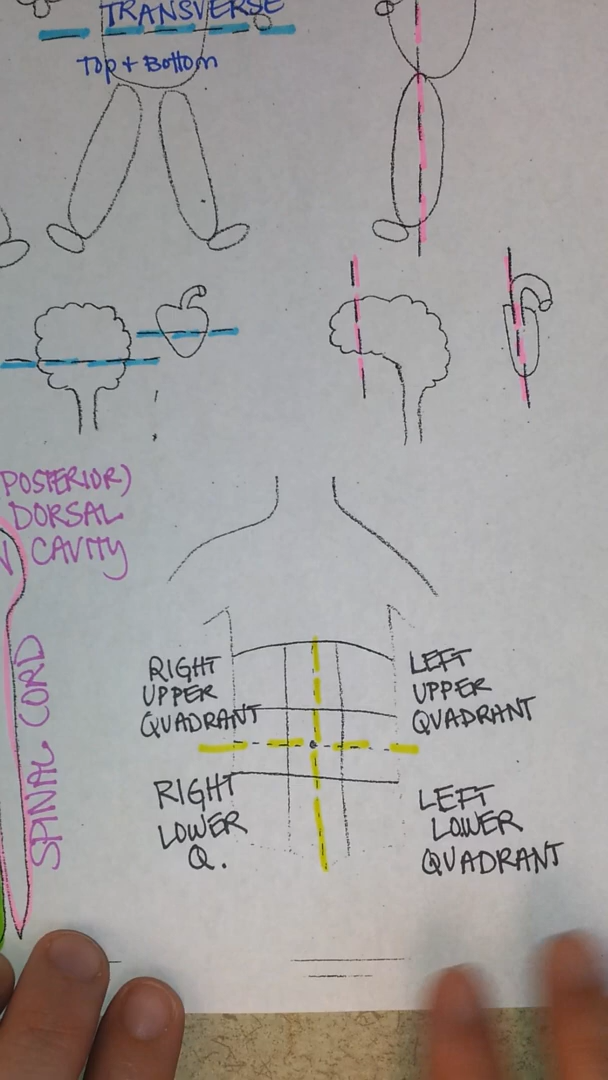 TRANSVERSE
Top + Bottom
(POSTERIOR)
DORSAL
CAVITY
SPINAL CORD
RIGHT
UPPER
QUADRANT
LEFT
UPPER
QUADRANT
RIGHT
LOWER
Q.
LEFT
LOWER
QUADRANT